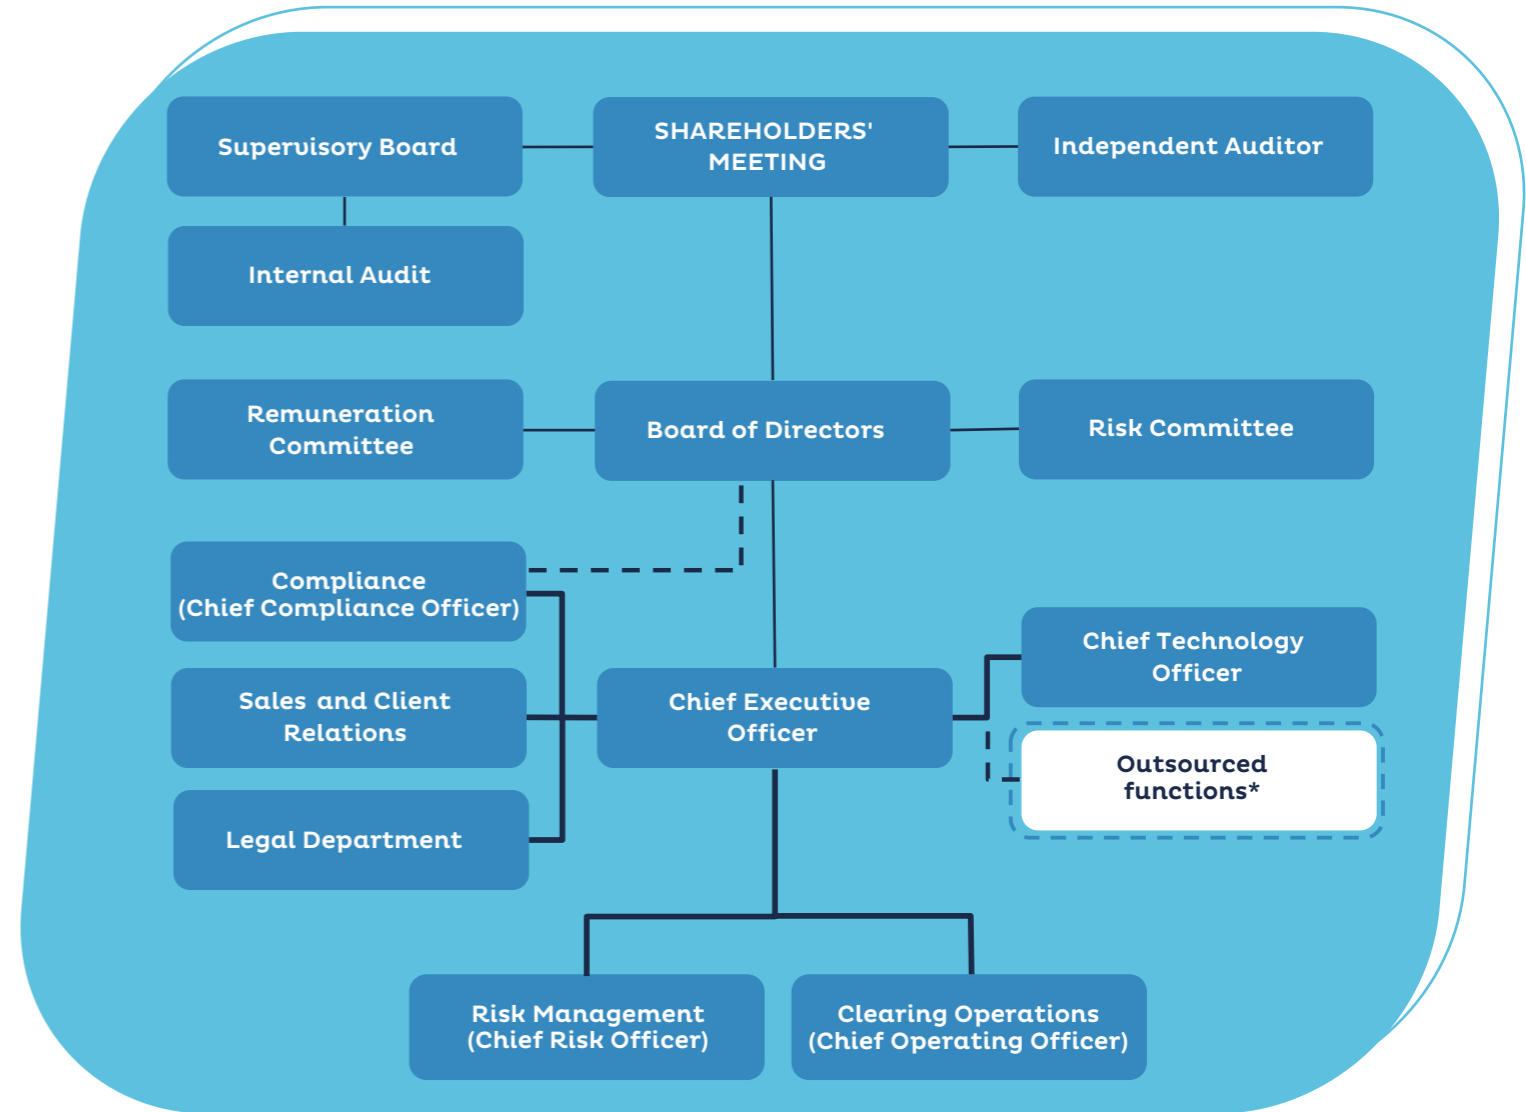 Supervisory Board
SHAREHOLDERS'
MEETING
Independent Auditor
Internal Audit
Remuneration
Committee
Board of Directors
Risk Committee
Compliance
(Chief Compliance Officer)
Sales and Client
Relations
Legal Department
Chief Executive
Officer
Chief Technology
Officer
Outsourced
functions*
Risk Management
(Chief Risk Officer)
Clearing Operations
(Chief Operating Officer)